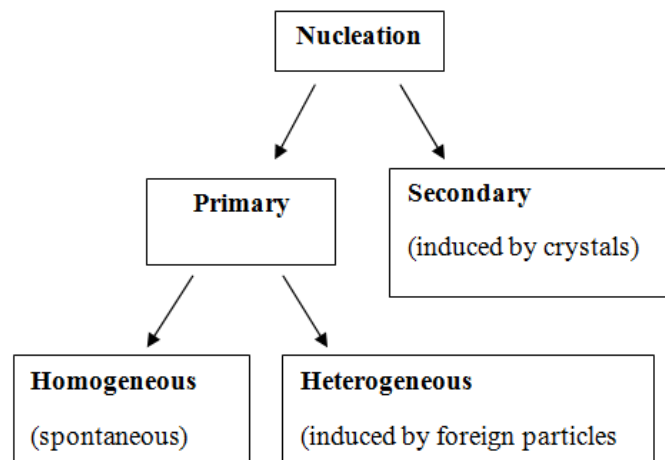 Nucleation
Primary
Secondary
(induced by crystals)
Homogeneous
(spontaneous)
Heterogeneous
(induced by foreign particles